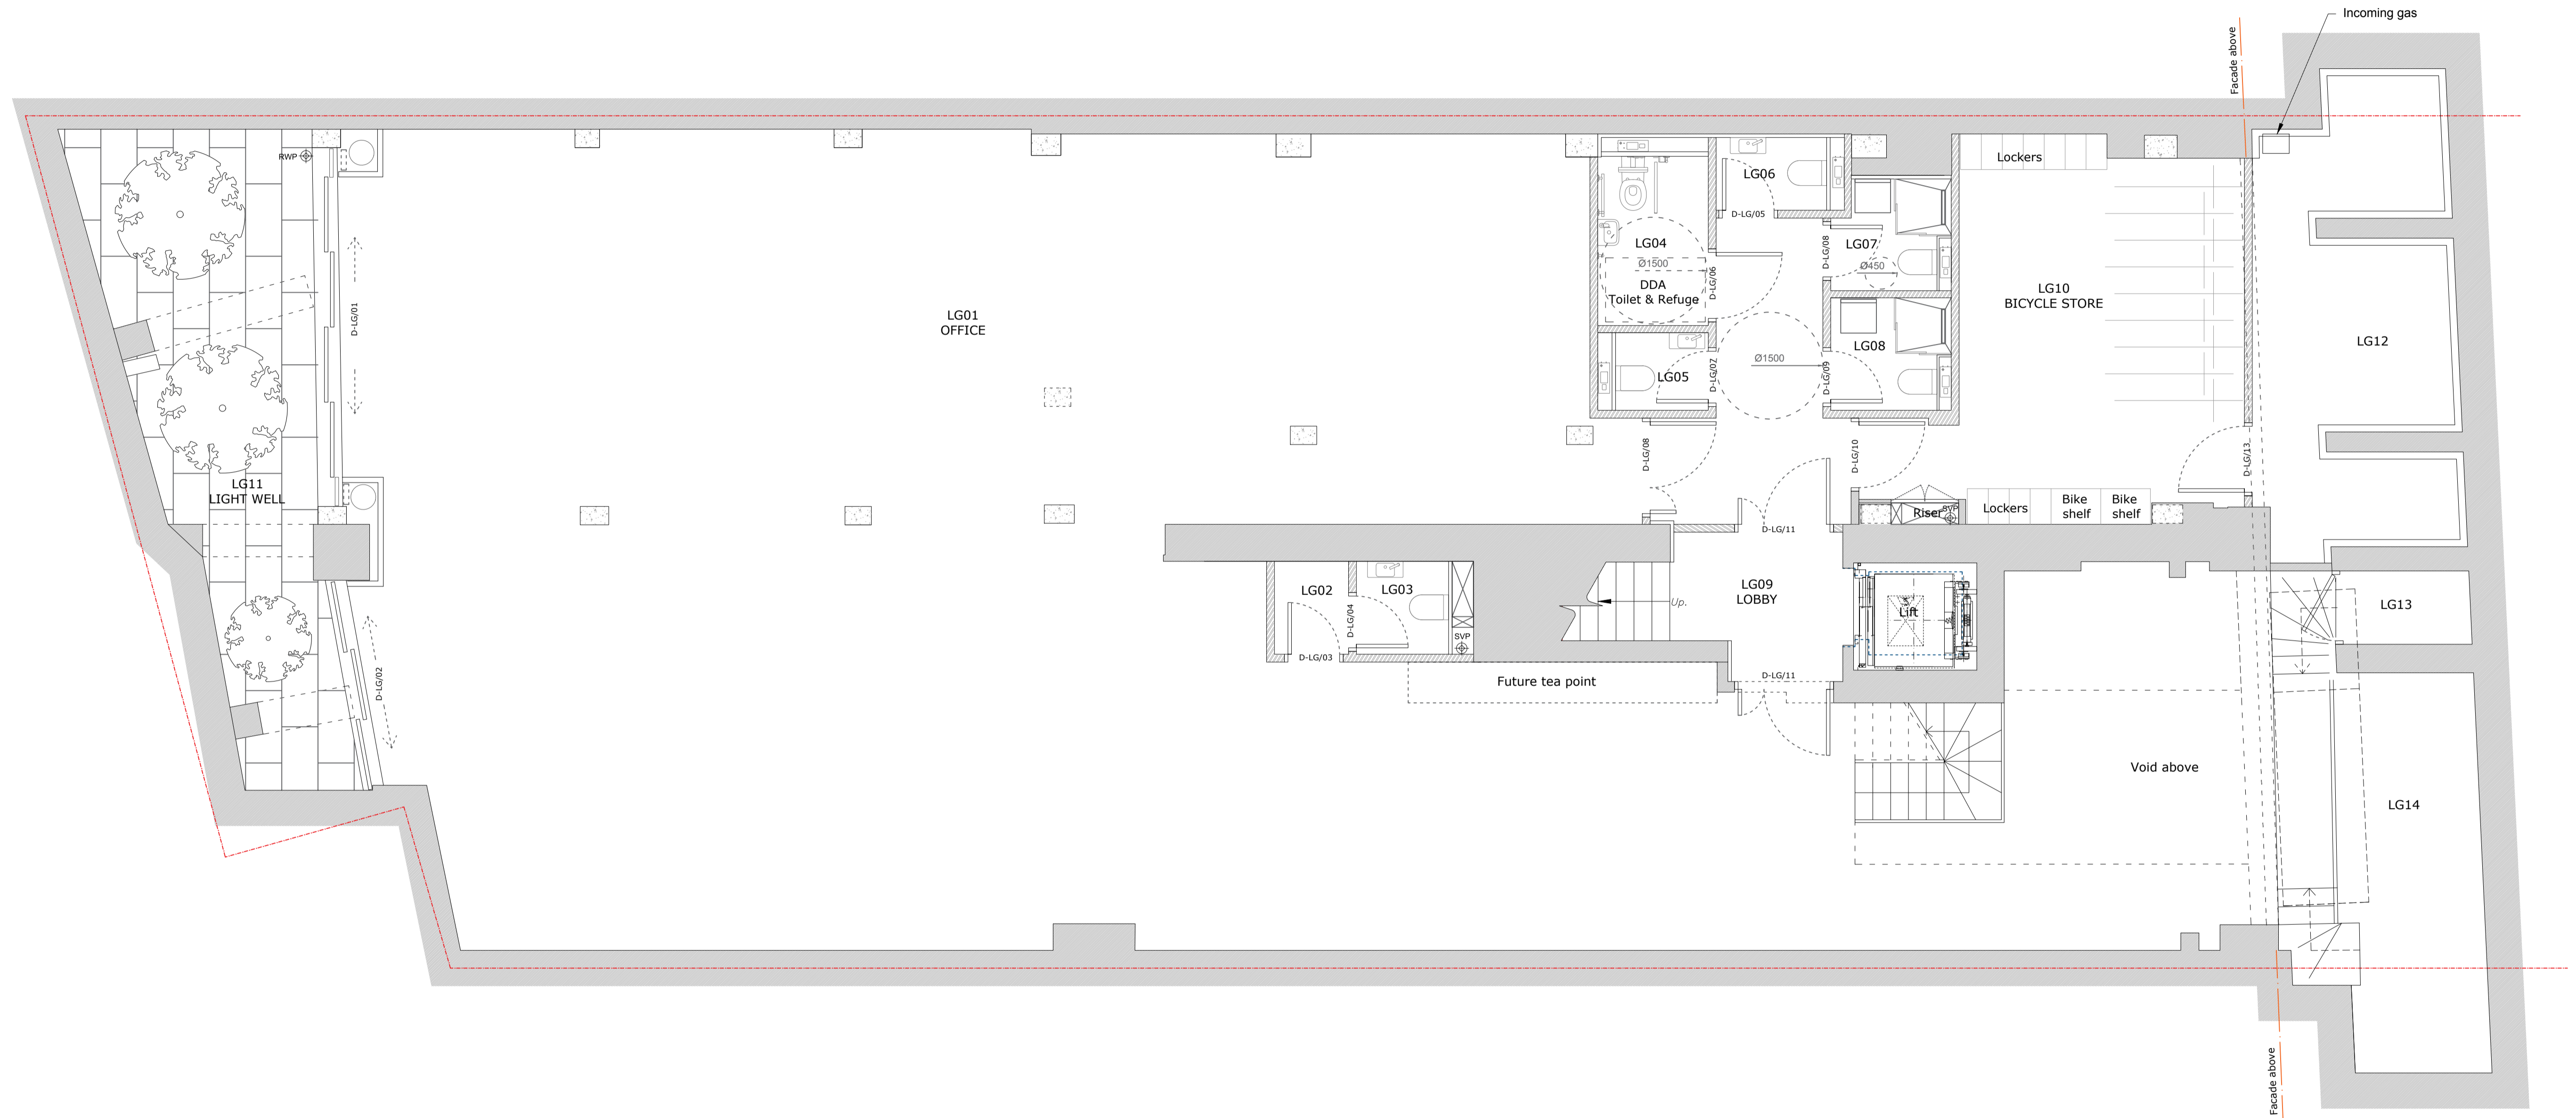 Incoming gas
Facade above
RWP
Lockers
LG06
D-LG/05
LG04
Ø1500
DDA
Toilet & Refuge
D-LG/06
D-LG/08
LG07
Ø450
LG10
BICYCLE STORE
D-LG/01
LG01
OFFICE
LG12
LG05
D-LG/07
Ø1500
D-LG/09
LG08
D-LG/08
D-LG/10
D-LG/13
LG11
LIGHT WELL
Lockers
Bike
shelf
Bike
shelf
Riser
SVP
D-LG/11
LG02
LG03
D-LG/04
SVP
D-LG/03
Up.
LG09
LOBBY
Lift
LG13
D-LG/02
Future tea point
D-LG/11
Void above
LG14
Facade above